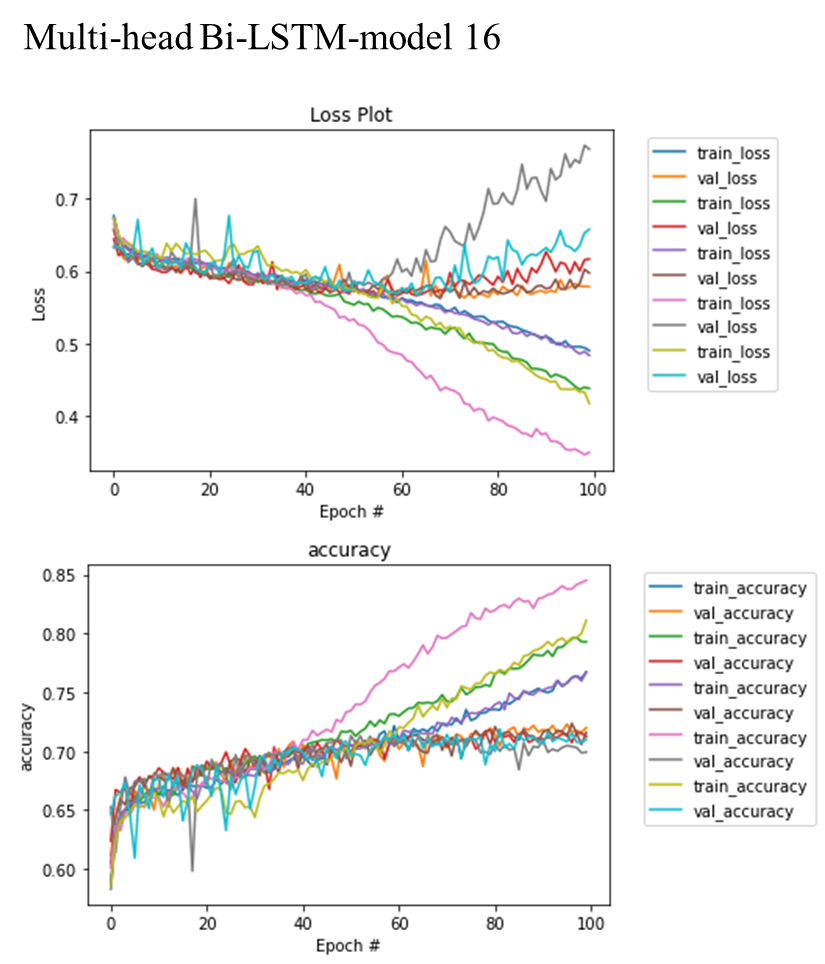 Multi-head Bi-LSTM-model 16
Loss Plot
0.7
0.6
0.5
0.4
Loss
0 20 40 60 80 100
Epoch #
train_loss
val_loss
train_loss
val_loss
train_loss
val_loss
train_loss
val_loss
train_loss
val_loss
accuracy
0.85
0.80
0.75
0.70
0.65
0.60
accuracy
0 20 40 60 80 100
Epoch #
train_accuracy
val_accuracy
train_accuracy
val_accuracy
train_accuracy
val_accuracy
train_accuracy
val_accuracy
train_accuracy
val_accuracy